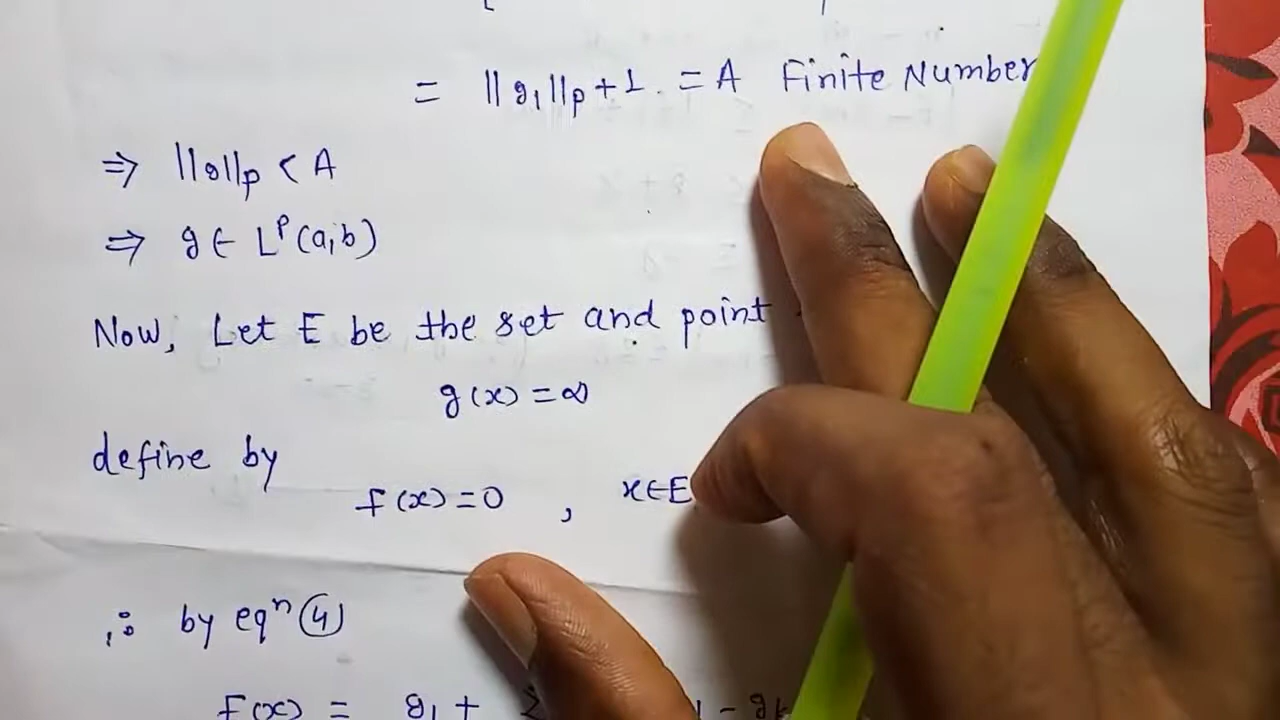 = ||g₁||p + 1. = A Finite Number
⇒ ||g||p < A
⇒ g ∈ Lᵖ(a,b)
Now, Let E be the set and point
g(x) = ∞
define by
f(x) = 0 , x∈E
∴ by eqⁿ (4)
f(x) = g₁ +